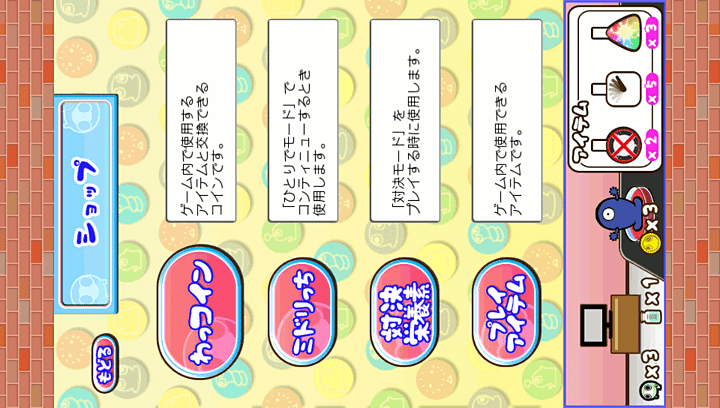 もどる
ショップ
わっコイン
ゲーム内で使用する
アイテムと交換できる
コインです。
ミドリっち
「ひとりでモード」で
コンティニューするとき
使用します。
対決
栄養素
「対決モード」を
プレイする時に使用します。
プレイ
アイテム
ゲーム内で使用できる
アイテムです。
×3
×1
×3
アイテム
×2
×5
×3